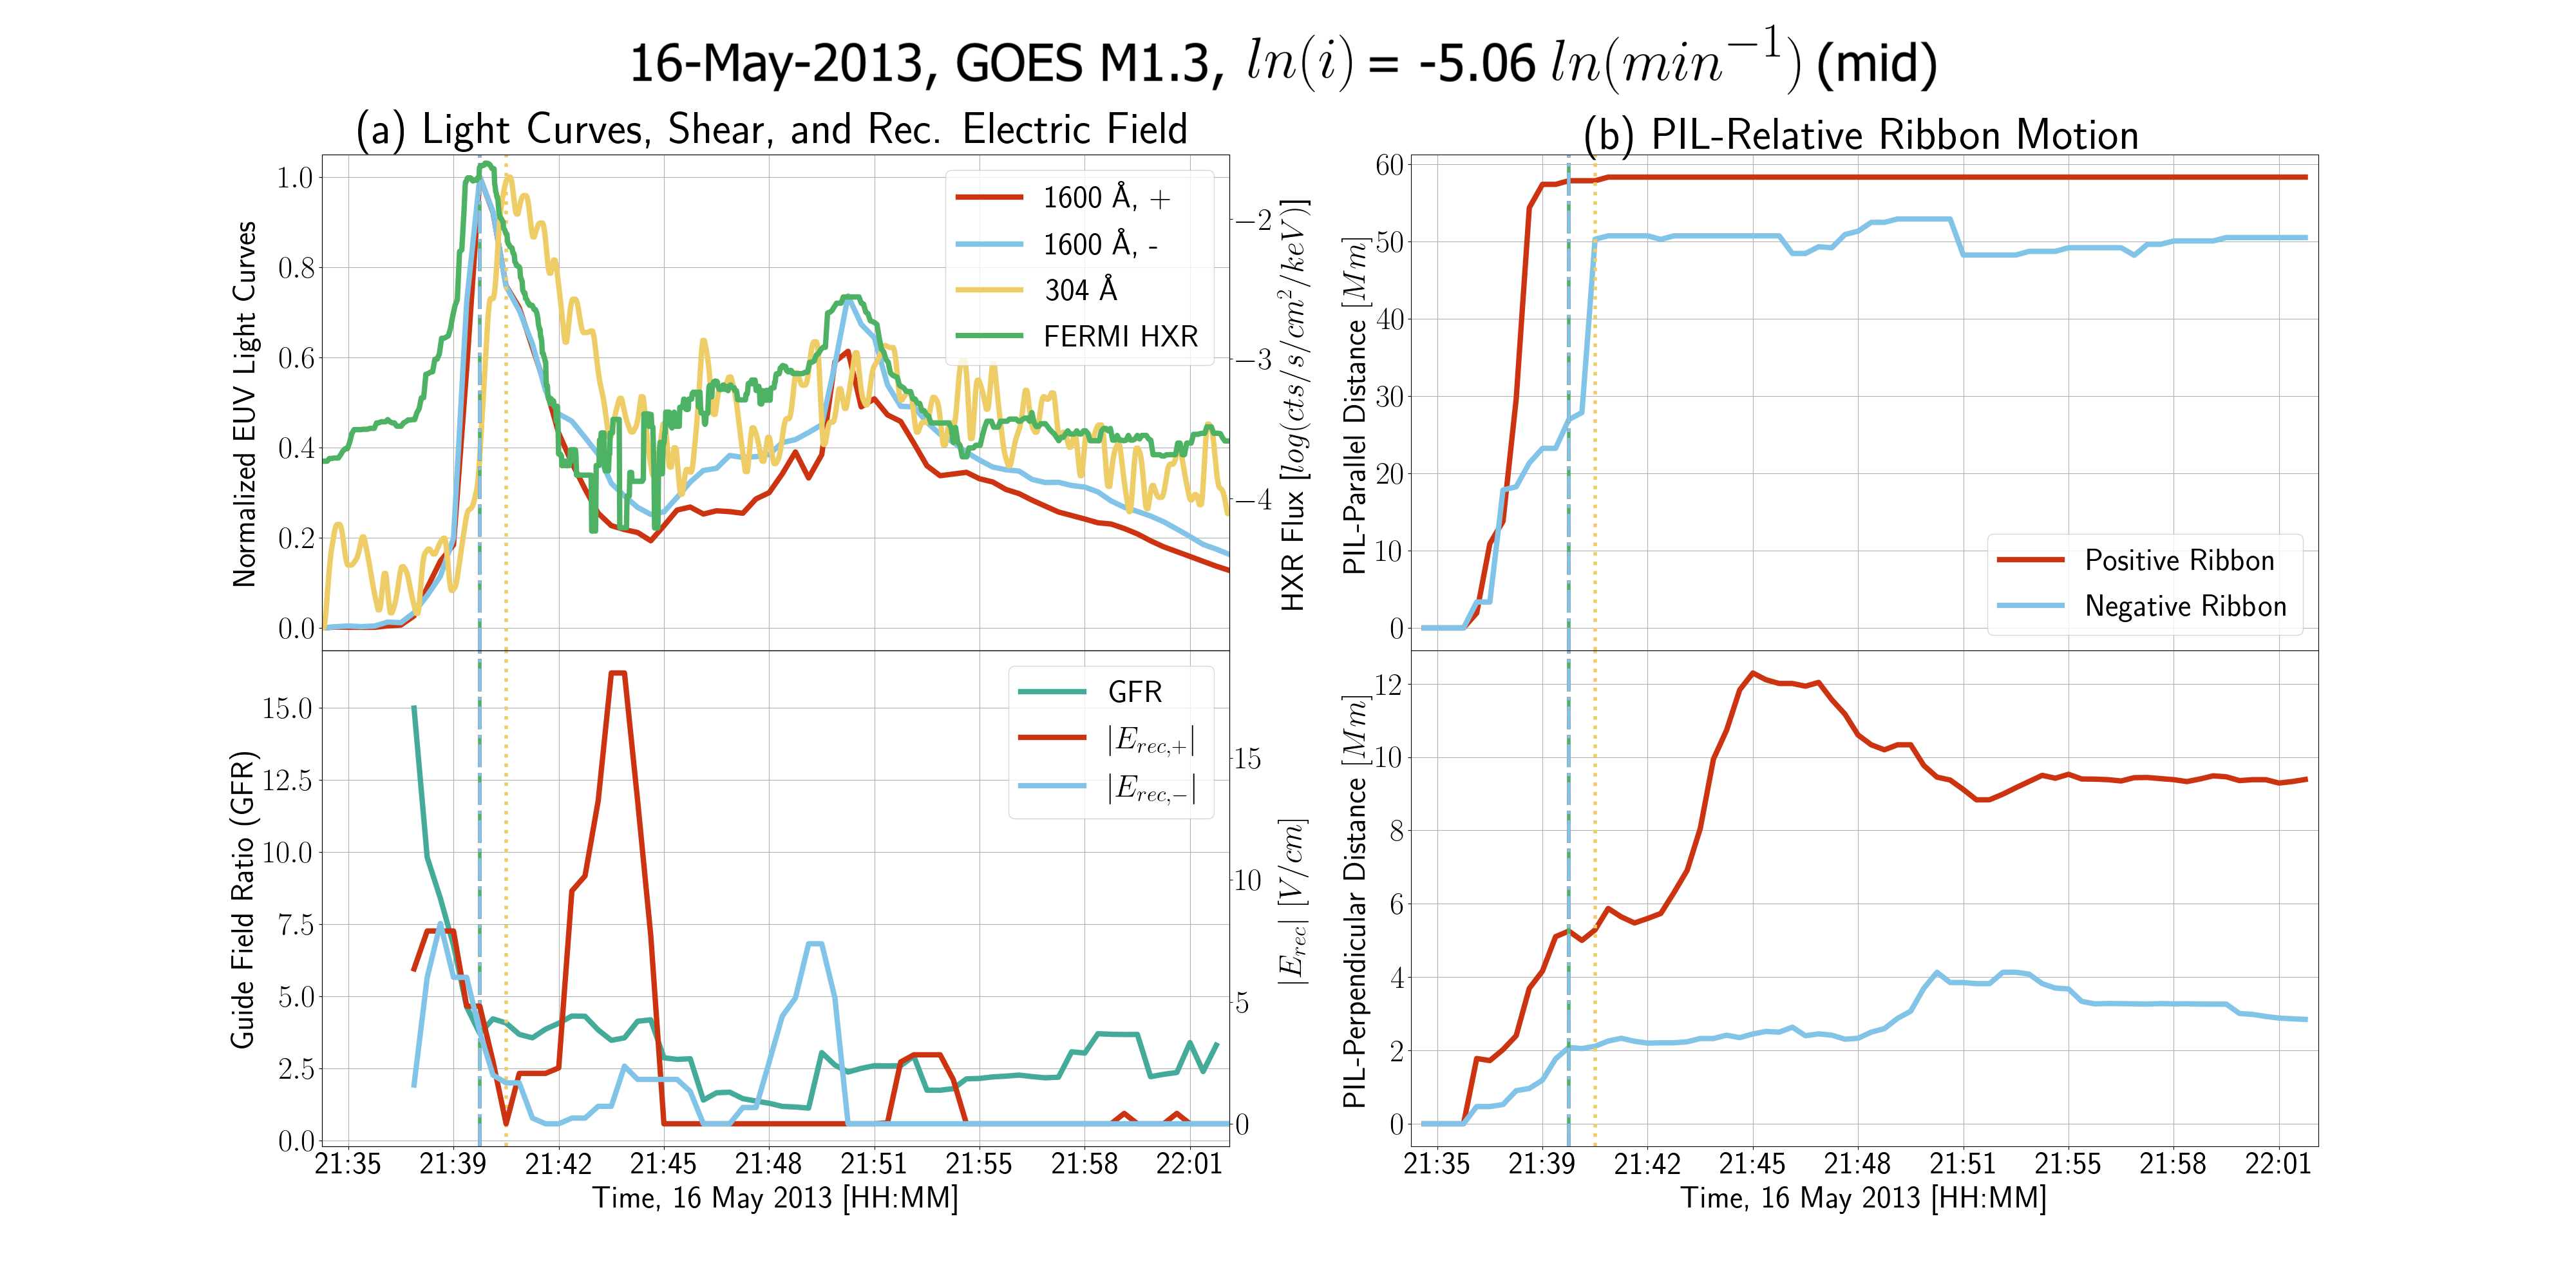 16-May-2013, GOES M1.3, ln(i) = -5.06 ln(min⁻¹) (mid)
(a) Light Curves, Shear, and Rec. Electric Field
1.0
0.8
0.6
0.4
0.2
0.0
Normalized EUV Light Curves
1600 Å, +
1600 Å, -
304 Å
FERMI HXR
−2
−3
−4
HXR Flux [log(cts/s/cm²/keV)]
15.0
12.5
10.0
7.5
5.0
2.5
0.0
Guide Field Ratio (GFR)
GFR
|E_{rec,+}|
|E_{rec,−}|
15
10
5
0
|E_{rec}| [V/cm]
21:35 21:39 21:42 21:45 21:48 21:51 21:55 21:58 22:01
Time, 16 May 2013 [HH:MM]
(b) PIL-Relative Ribbon Motion
60
50
40
30
20
10
0
PIL-Parallel Distance [Mm]
Positive Ribbon
Negative Ribbon
12
10
8
6
4
2
0
PIL-Perpendicular Distance [Mm]
21:35 21:39 21:42 21:45 21:48 21:51 21:55 21:58 22:01
Time, 16 May 2013 [HH:MM]